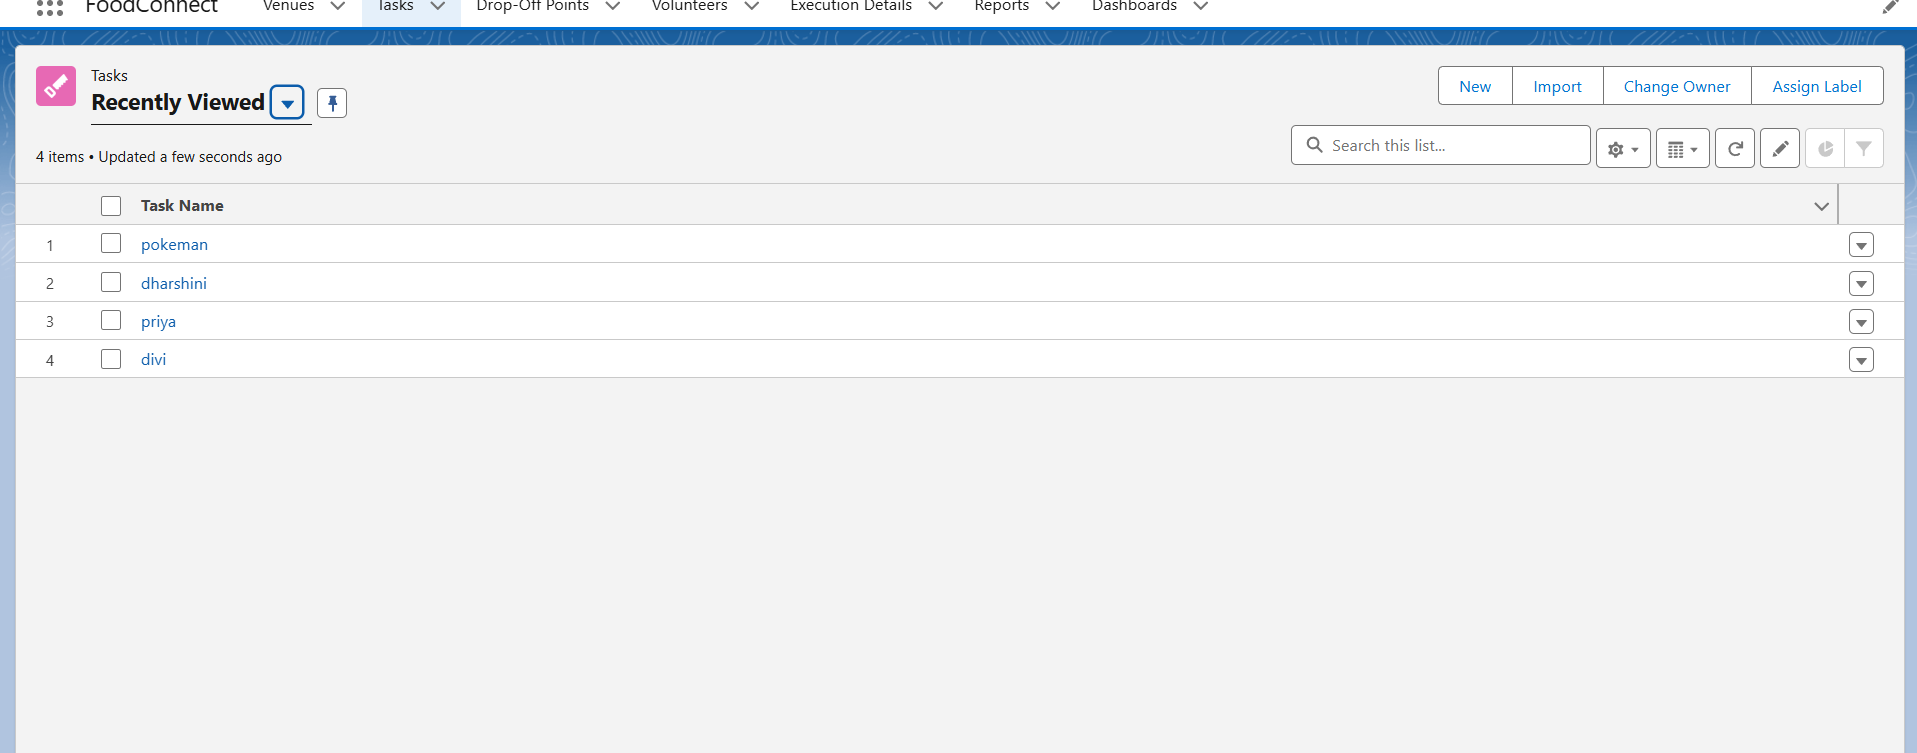 FoodConnect Venues Tasks Drop-Off Points Volunteers Execution Details Reports Dashboards
Tasks
Recently Viewed
New Import Change Owner Assign Label
4 items • Updated a few seconds ago
Search this list...
Task Name
1 pokeman
2 dharshini
3 priya
4 divi